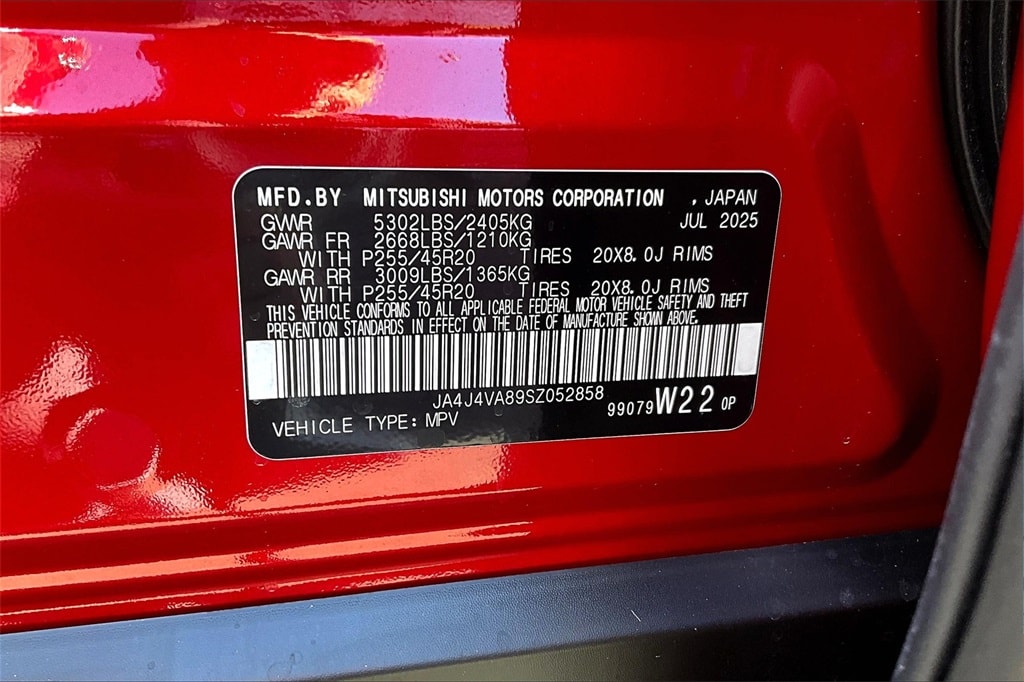 MFD.BY MITSUBISHI MOTORS CORPORATION , JAPAN
GVWR 5302LBS/2405KG JUL 2025
GAWR FR 2668LBS/1210KG
WITH P255/45R20 TIRES 20X8.0J RIMS
GAWR RR 3009LBS/1365KG
WITH P255/45R20 TIRES 20X8.0J RIMS
THIS VEHICLE CONFORMS TO ALL APPLICABLE FEDERAL MOTOR VEHICLE SAFETY AND THEFT
PREVENTION STANDARDS IN EFFECT ON THE DATE OF MANUFACTURE SHOWN ABOVE.
JA4J4VA89SZ052858
99079 W22 0P
VEHICLE TYPE: MPV